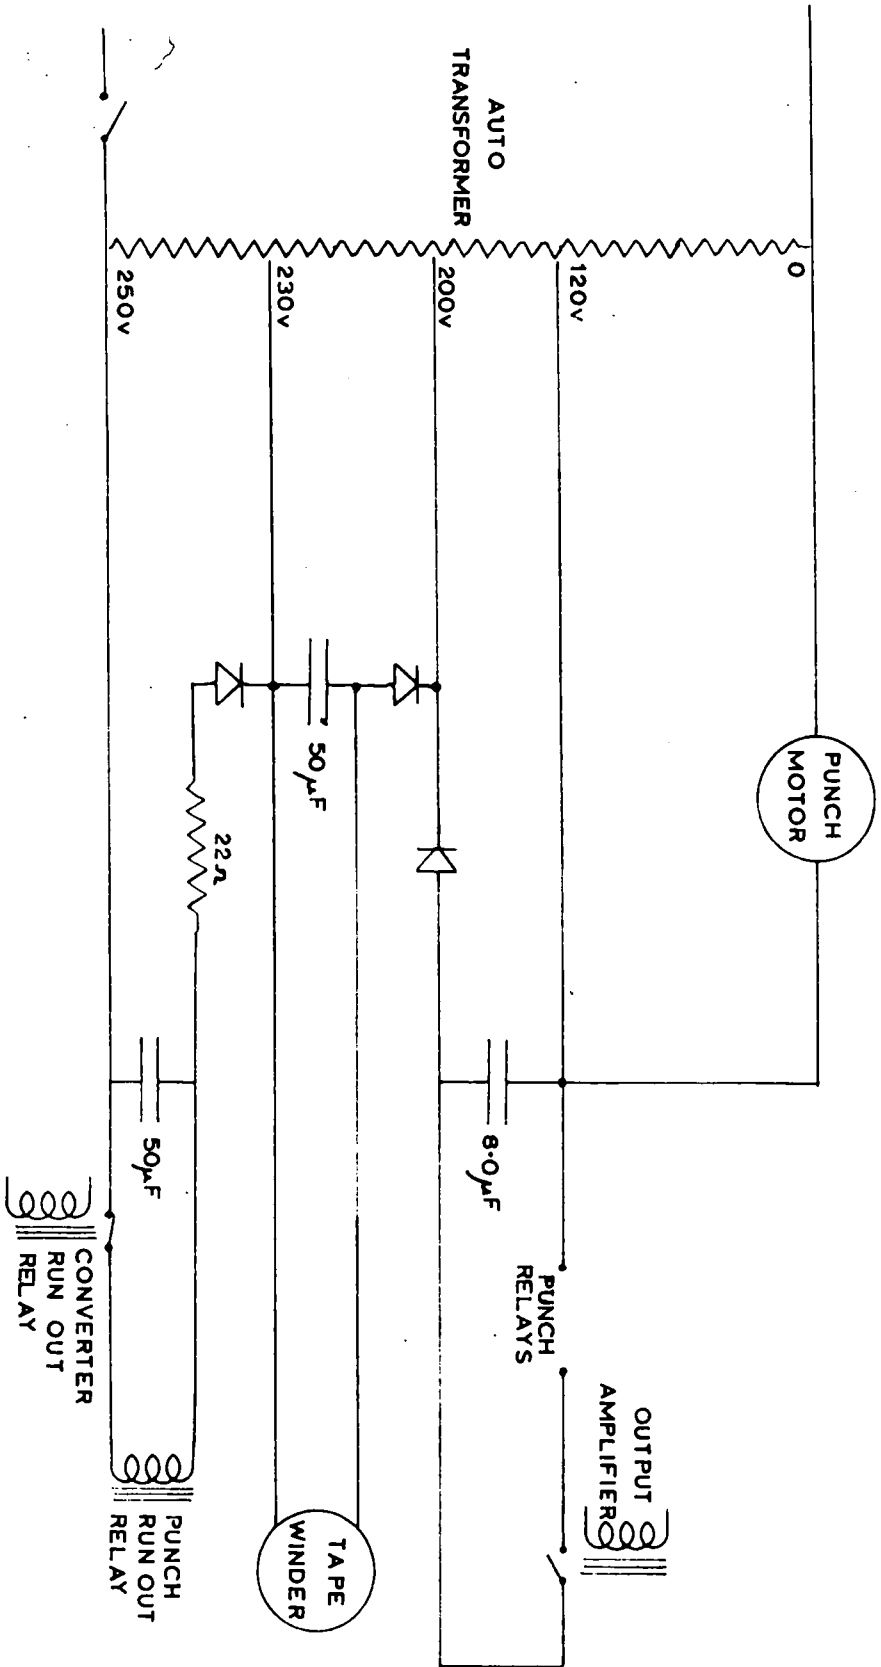 AUTO
TRANSFORMER
0
120v
200v
230v
250v
PUNCH
MOTOR
50µF
22Ω
8·0µF
50µF
PUNCH
RELAYS
OUTPUT
AMPLIFIER
CONVERTER
RUN OUT
RELAY
PUNCH
RUN OUT
RELAY
TAPE
WINDER